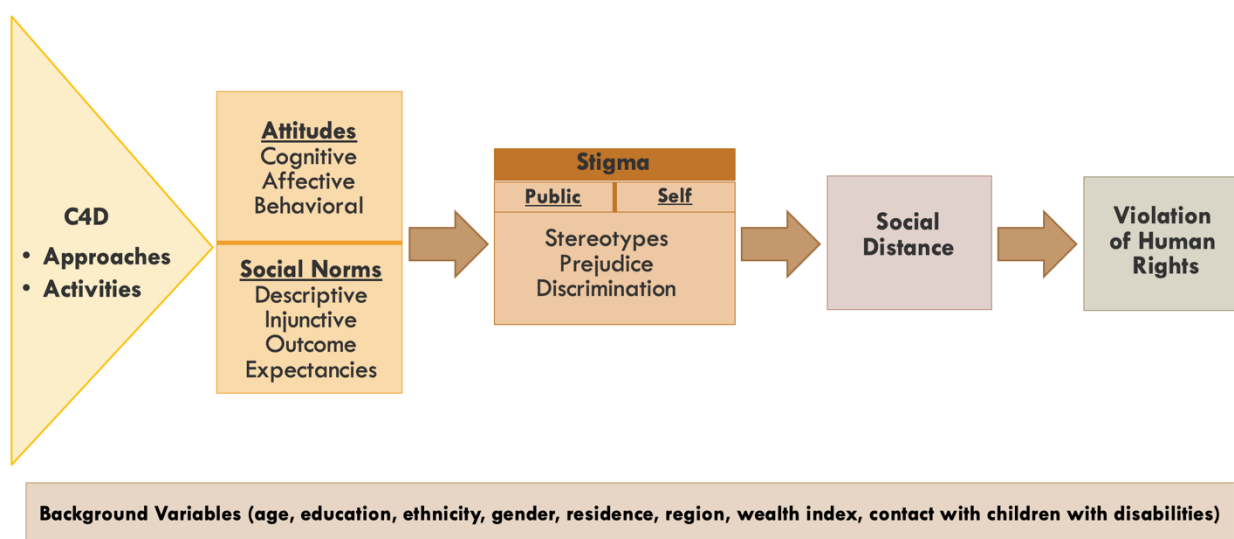 C4D
• Approaches
• Activities
Attitudes
Cognitive
Affective
Behavioral
Social Norms
Descriptive
Injunctive
Outcome
Expectancies
Stigma
Public
Self
Stereotypes
Prejudice
Discrimination
Social
Distance
Violation
of Human
Rights
Background Variables (age, education, ethnicity, gender, residence, region, wealth index, contact with children with disabilities)